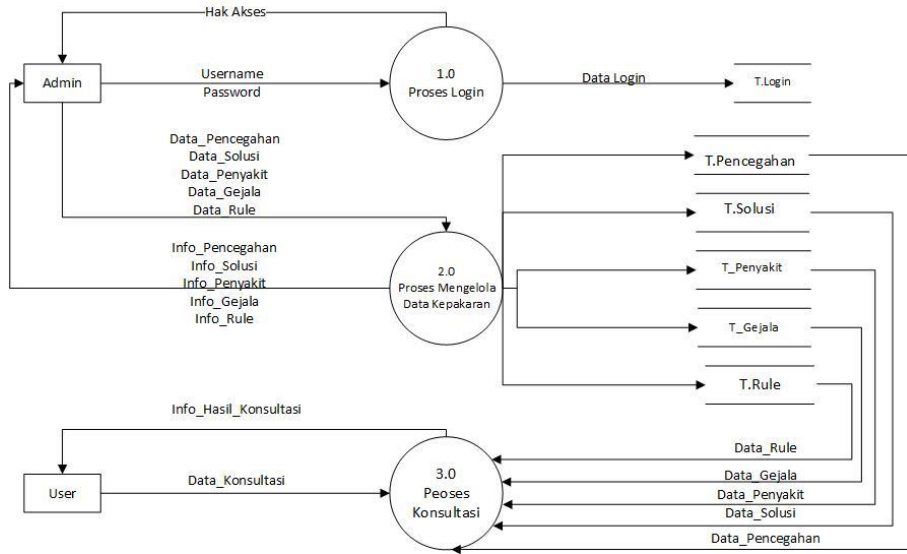 Hak Akses
Admin
Username
Password
1.0
Proses Login
Data Login
T.Login
Data_Pencegahan
Data_Solusi
Data_Penyakit
Data_Gejala
Data_Rule
T.Pencegahan
T.Solusi
T_Penyakit
T_Gejala
T.Rule
Info_Pencegahan
Info_Solusi
Info_Penyakit
Info_Gejala
Info_Rule
2.0
Proses Mengelola
Data Kepakaran
Info_Hasil_Konsultasi
User
Data_Konsultasi
3.0
Peoses
Konsultasi
Data_Rule
Data_Gejala
Data_Penyakit
Data_Solusi
Data_Pencegahan